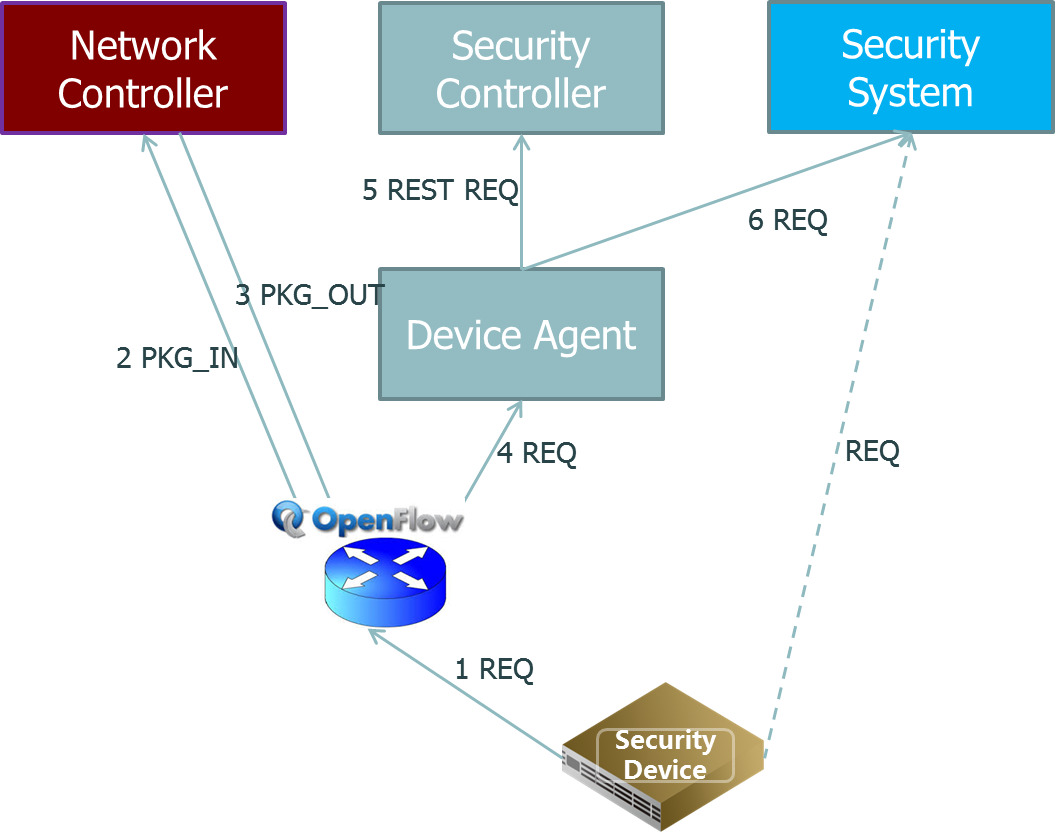 Network
Controller
Security
Controller
Security
System
5 REST REQ
6 REQ
3 PKG_OUT
2 PKG_IN
Device Agent
4 REQ
REQ
OpenFlow
1 REQ
Security
Device